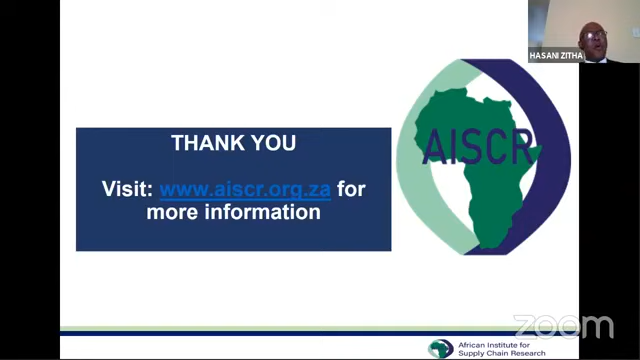 HASANI ZITHA
THANK YOU
Visit: www.aiscr.org.za for
more information
AISCR
African Institute for
Supply Chain Research
zoom